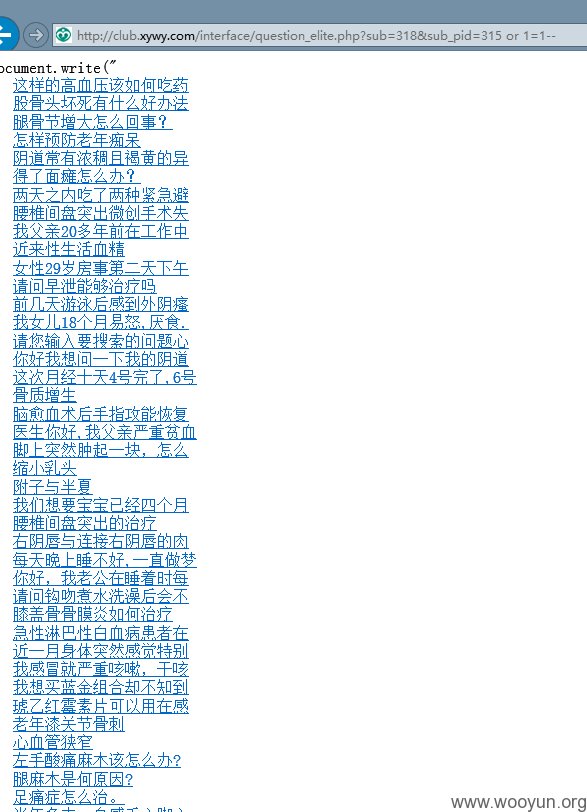 http://club.xywy.com/interface/question_elite.php?sub=318&sub_pid=315 or 1=1--
ocument.write("
这样的高血压该如何吃药
股骨头坏死有什么好办法
腿骨节增大怎么回事?
怎样预防老年痴呆
阴道常有浓稠且褐黄的异
得了面瘫怎么办?
两天之内吃了两种紧急避
腰椎间盘突出微创手术失
我父亲20多年前在工作中
近来性生活血精
女性29岁房事第二天下午
请问早泄能够治疗吗
前几天游泳后感到外阴瘙
我女儿18个月易怒,厌食.
请您输入要搜索的问题心
你好我想问一下我的阴道
这次月经十天4号完了,6号
骨质增生
脑愈血术后手指攻能恢复
医生你好,我父亲严重贫血
脚上突然肿起一块，怎么
缩小乳头
附子与半夏
我们想要宝宝已经四个月
腰椎间盘突出的治疗
右阴唇与连接右阴唇的肉
每天晚上睡不好,一直做梦
你好，我老公在睡着时每
请问钩吻煮水洗澡后会不
膝盖骨骨膜炎如何治疗
急性淋巴性白血病患者在
近一月身体突然感觉特别
我感冒就严重咳嗽，干咳
我想买蓝金组合却不知到
琥乙红霉素片可以用在感
老年漆关节骨刺
心血管狭窄
左手酸痛麻木该怎么办?
腿麻木是何原因?
足痛症怎么治。
www.wooyun.org